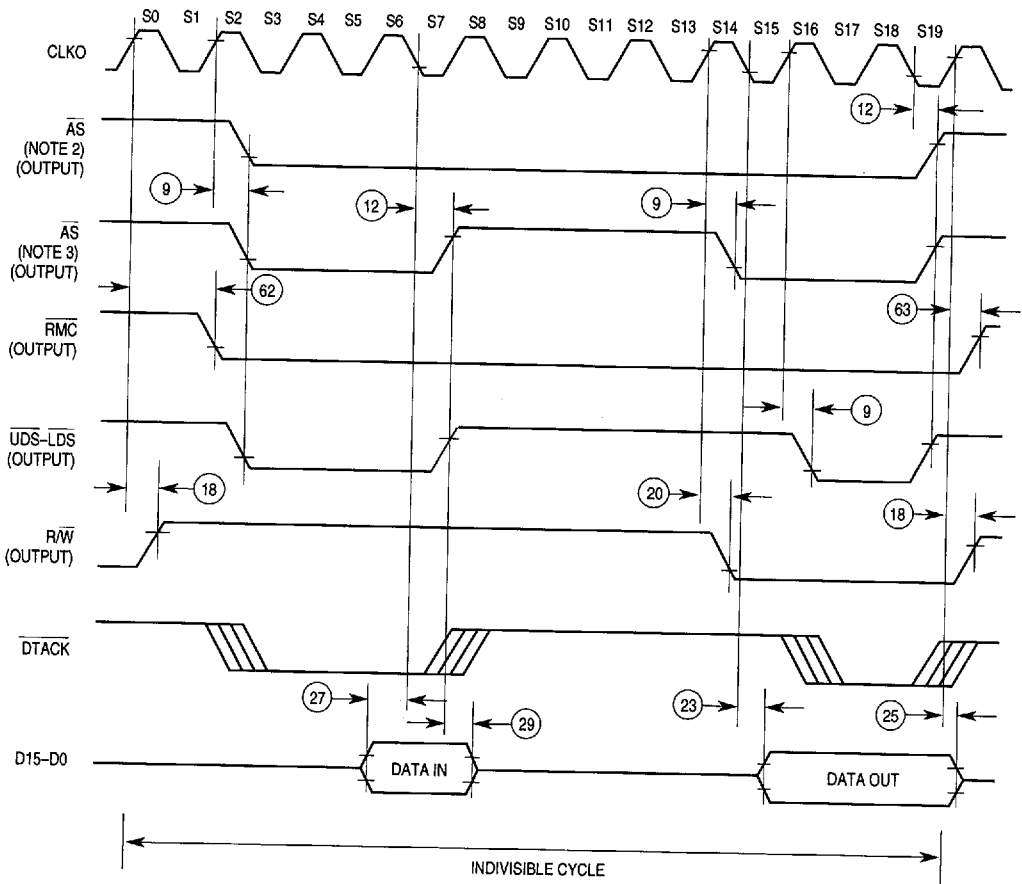 S0 S1 S2 S3 S4 S5 S6 S7 S8 S9 S10 S11 S12 S13 S14 S15 S16 S17 S18 S19
CLKO
12
AS
(NOTE 2)
(OUTPUT)
9
12
9
AS
(NOTE 3)
(OUTPUT)
62
63
RMC
(OUTPUT)
9
UDS-LDS
(OUTPUT)
18
20
18
R/W
(OUTPUT)
DTACK
27
29
23
25
D15–D0
DATA IN
DATA OUT
INDIVISIBLE CYCLE